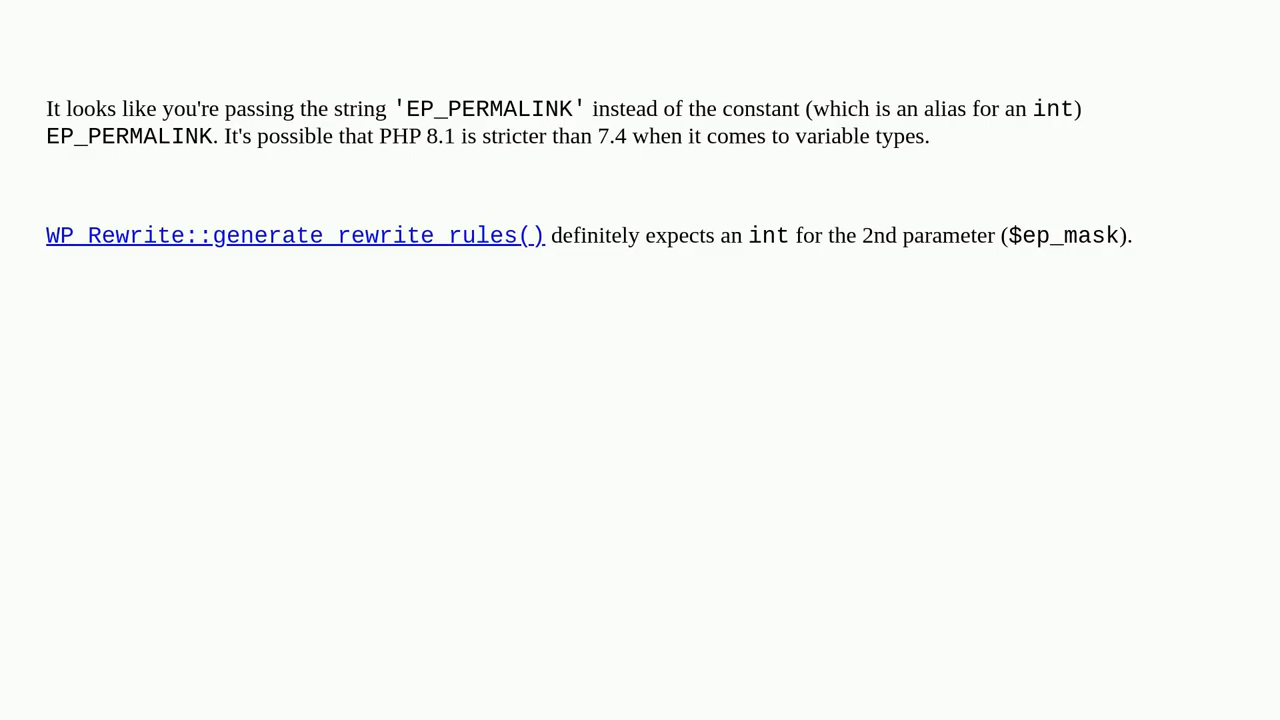 It looks like you're passing the string 'EP_PERMALINK' instead of the constant (which is an alias for an int)
EP_PERMALINK. It's possible that PHP 8.1 is stricter than 7.4 when it comes to variable types.
WP_Rewrite::generate_rewrite_rules() definitely expects an int for the 2nd parameter ($ep_mask).